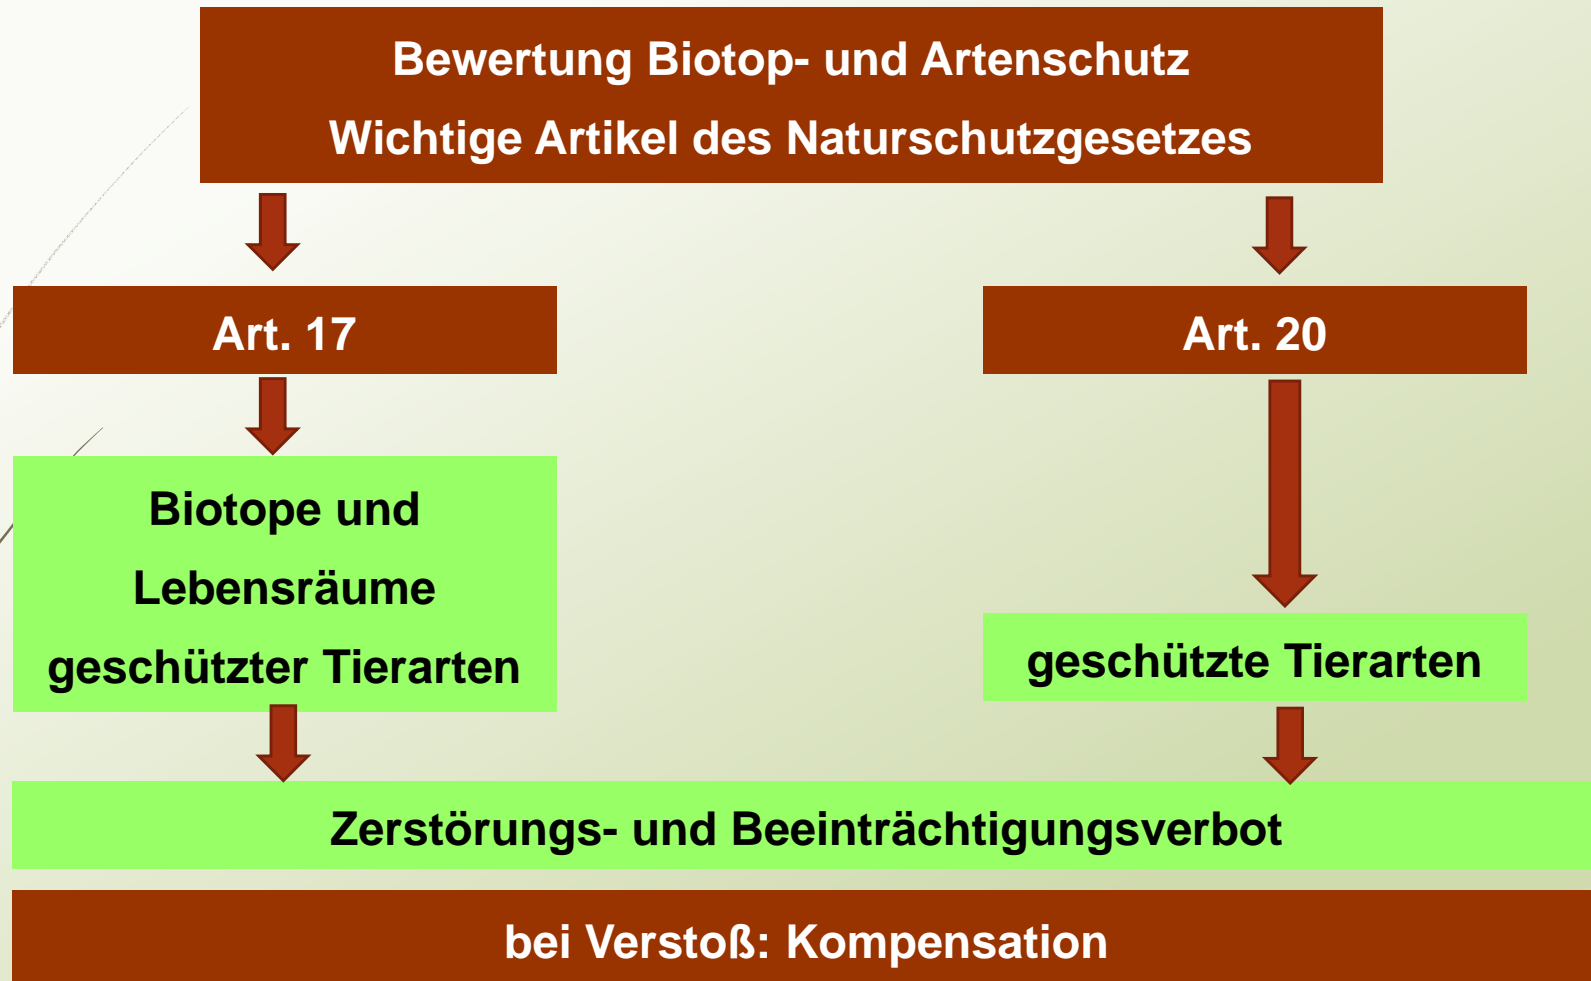 Bewertung Biotop- und Artenschutz
Wichtige Artikel des Naturschutzgesetzes
Art. 17
Art. 20
Biotope und
Lebensräume
geschützter Tierarten
geschützte Tierarten
Zerstörungs- und Beeinträchtigungsverbot
bei Verstoß: Kompensation